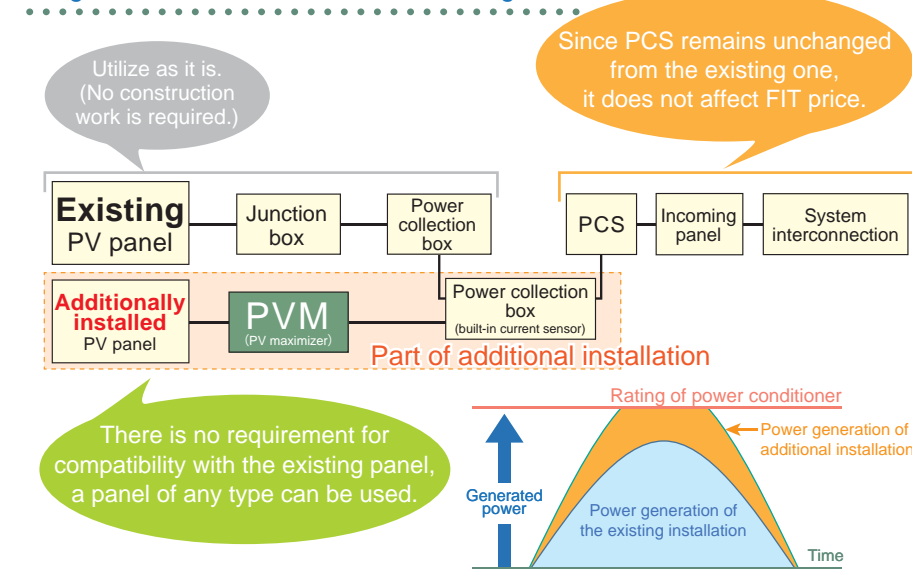 Utilize as it is.
(No construction
work is required.)
Since PCS remains unchanged
from the existing one,
it does not affect FIT price.
Existing
PV panel
Junction
box
Power
collection
box
PCS
Incoming
panel
System
interconnection
Additionally
installed
PV panel
PVM
(PV maximizer)
Power collection
box
(built-in current sensor)
Part of additional installation
There is no requirement for
compatibility with the existing panel,
a panel of any type can be used.
Rating of power conditioner
Power generation of
additional installation
Generated
power
Power generation of
the existing installation
Time